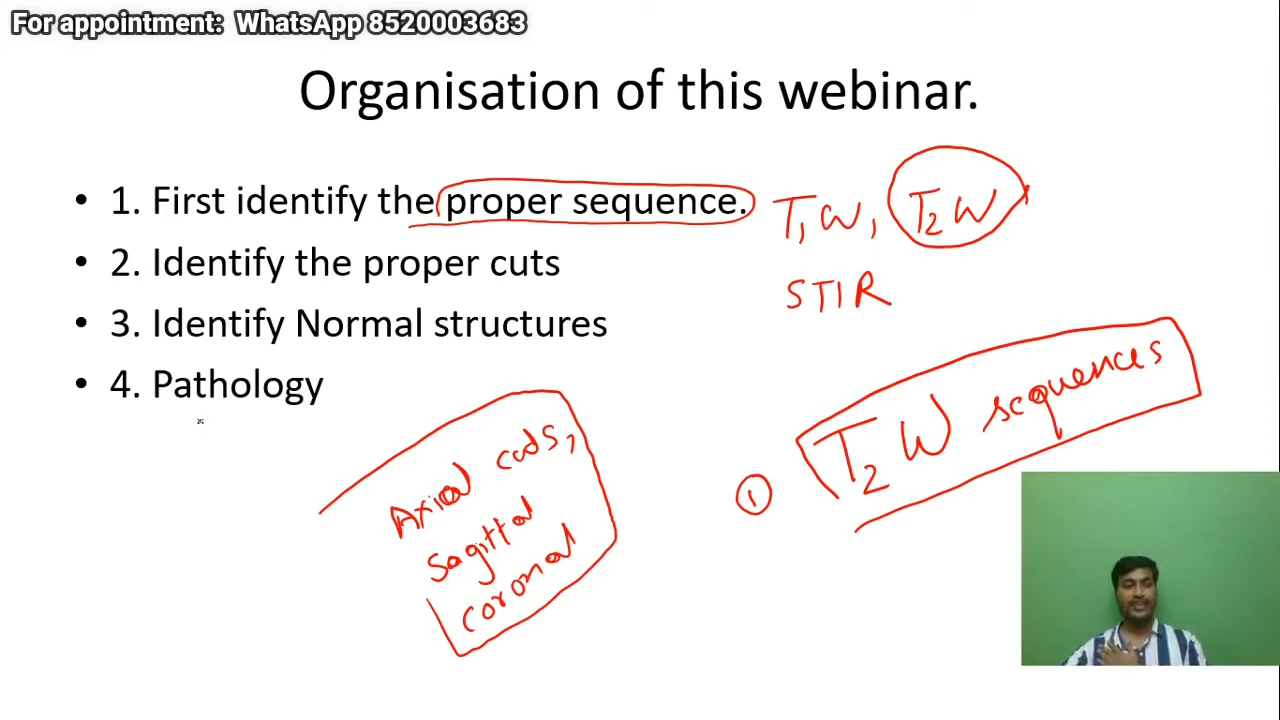 For appointment: WhatsApp 8520003683
Organisation of this webinar.
• 1. First identify the proper sequence.
• 2. Identify the proper cuts
• 3. Identify Normal structures
• 4. Pathology
T₁W, T₂W
STIR
① T₂W sequences
Axial cuts,
Sagittal
coronal